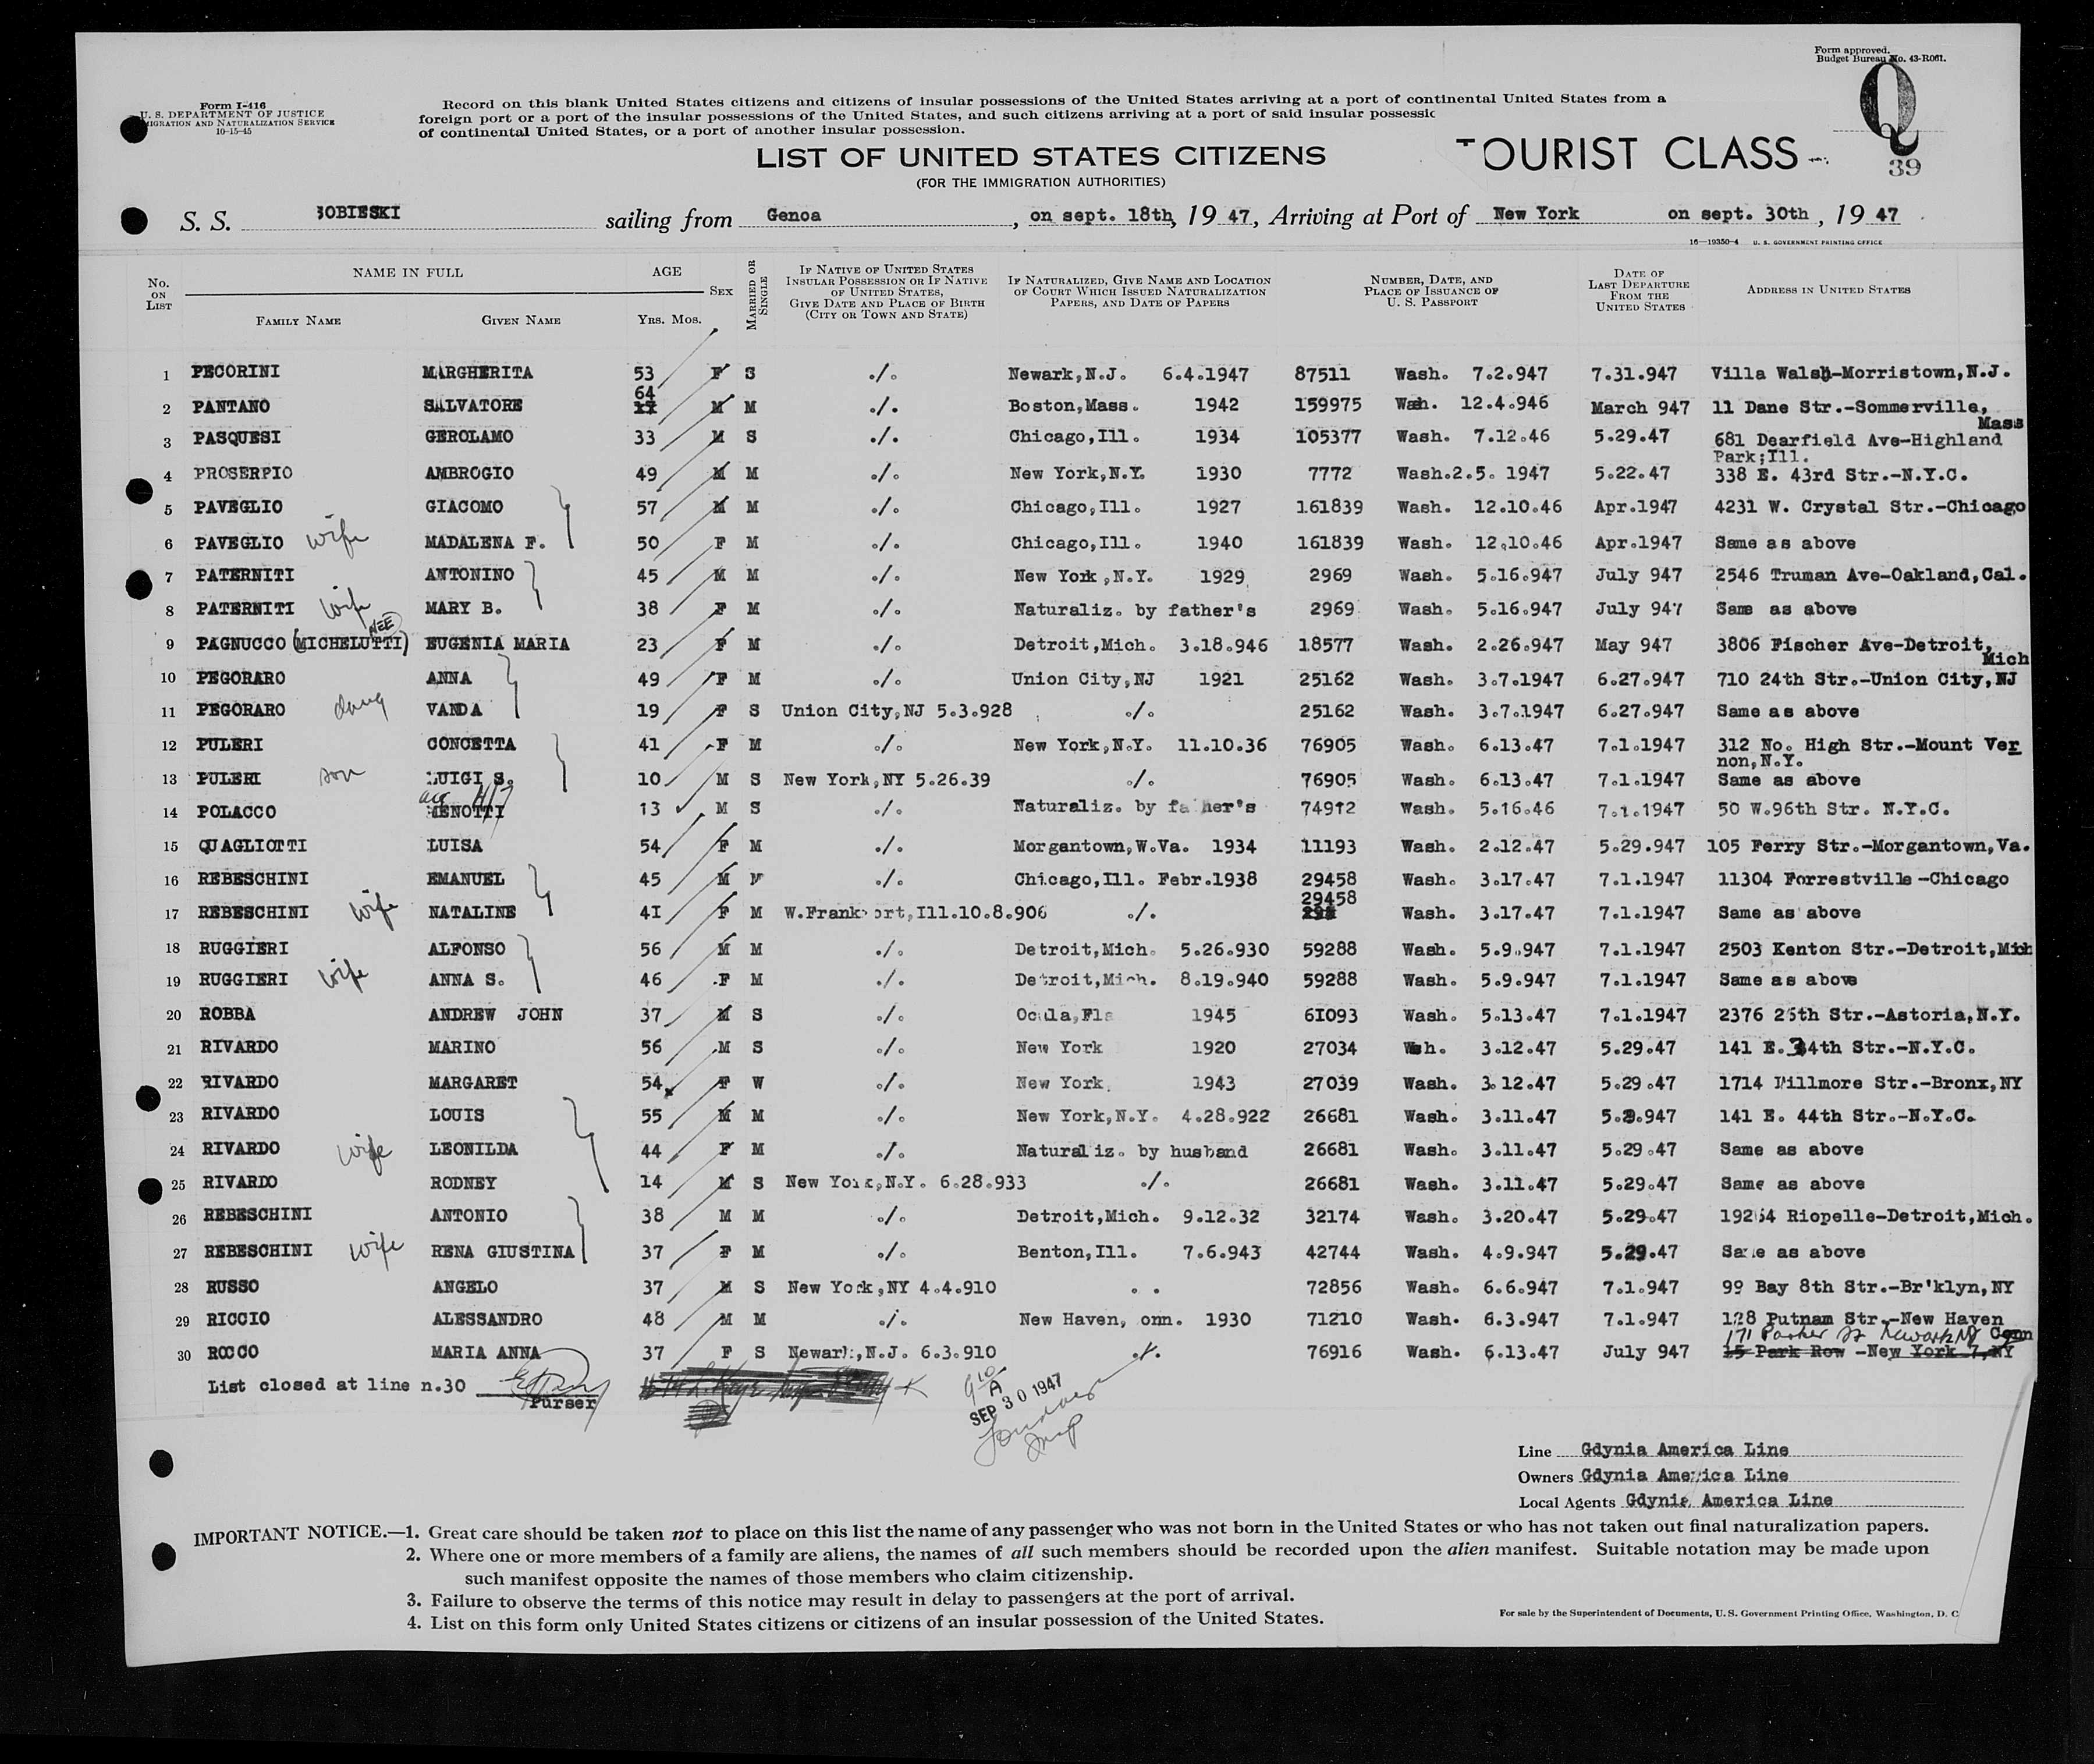 Form approved.
Budget Bureau No. 43-R061.
Form I-416
U. S. DEPARTMENT OF JUSTICE
MIGRATION AND NATURALIZATION SERVICE
10-15-45
Record on this blank United States citizens and citizens of insular possessions of the United States arriving at a port of continental United States from a
foreign port or a port of the insular possessions of the United States, and such citizens arriving at a port of said insular possessic
of continental United States, or a port of another insular possession.
Q
LIST OF UNITED STATES CITIZENS TOURIST CLASS
39
(FOR THE IMMIGRATION AUTHORITIES)
S. S. SOBIESKI sailing from Genoa, on sept. 18th, 19 47, Arriving at Port of New York on sept. 30th, 19 47
16—19350-4 U. S. GOVERNMENT PRINTING OFFICE
No. on List NAME IN FULL Family Name Given Name AGE Yrs. Mos. Sex Married or Single If Native of United States Insular Possession or If Native of United States, Give Date and Place of Birth (City or Town and State) If Naturalized, Give Name and Location of Court Which Issued Naturalization Papers, and Date of Papers Number, Date, and Place of Issuance of U. S. Passport Date of Last Departure From the United States Address in United States
1 PECORINI MARGHERITA 53 F S ./. Newark,N.J. 6.4.1947 87511 Wash. 7.2.947 7.31.947 Villa Walsh-Morristown,N.J.
2 PANTANO SALVATORE 64 M M ./. Boston,Mass. 1942 159975 Wash. 12.4.946 March 947 11 Dane Str.-Sommerville, Mass
3 PASQUESI GEROLAMO 33 M S ./. Chicago,Ill. 1934 105377 Wash. 7.12.46 5.29.47 681 Dearfield Ave-Highland
Park;Ill.
4 PROSERPIO AMBROGIO 49 M M ./. New York,N.Y. 1930 7772 Wash.2.5. 1947 5.22.47 338 E. 43rd Str.-N.Y.C.
5 PAVEGLIO GIACOMO 57 M M ./. Chicago,Ill. 1927 161839 Wash. 12.10.46 Apr.1947 4231 W. Crystal Str.-Chicago
6 PAVEGLIO wife MADALENA F. 50 F M ./. Chicago,Ill. 1940 161839 Wash. 12.10.46 Apr.1947 Same as above
7 PATERNITI ANTONINO 45 M M ./. New York,N.Y. 1929 2969 Wash. 5.16.947 July 947 2546 Truman Ave-Oakland,Cal.
8 PATERNITI wife MARY B. 38 F M ./. Naturaliz. by father's 2969 Wash. 5.16.947 July 947 Same as above
9 PAGNUCCO (NEE MICHELUTTI) EUGENIA MARIA 23 F M ./. Detroit,Mich. 3.18.946 18577 Wash. 2.26.947 May 947 3806 Fischer Ave-Detroit, Mich
10 PEGORARO ANNA 49 F M ./. Union City,NJ 1921 25162 Wash. 3.7.1947 6.27.947 710 24th Str.-Union City,NJ
11 PEGORARO daug VANDA 19 F S Union City,NJ 5.3.928 ./. 25162 Wash. 3.7.1947 6.27.947 Same as above
12 PULERI CONCETTA 41 F M ./. New York,N.Y. 11.10.36 76905 Wash. 6.13.47 7.1.1947 312 No. High Str.-Mount Ver
non,N.Y.
13 PULERI son LUIGI S. 10 M S New York,NY 5.26.39 ./. 76905 Wash. 6.13.47 7.1.1947 Same as above
14 POLACCO MENOTTI 13 M S ./. Naturaliz. by father's 74912 Wash. 5.16.46 7.1.1947 50 W.96th Str. N.Y.C.
15 QUAGLIOTTI LUISA 54 F M ./. Morgantown,W.Va. 1934 11193 Wash. 2.12.47 5.29.947 105 Ferry Str.-Morgantown,Va.
16 REBESCHINI EMANUEL 45 M M ./. Chicago,Ill. Febr.1938 29458 Wash. 3.17.47 7.1.1947 11304 Forrestville-Chicago
17 REBESCHINI wife NATALINE 41 F M W.Frankfort,Ill.10.8.906 ./. 29458 Wash. 3.17.47 7.1.1947 Same as above
18 RUGGIERI ALFONSO 56 M M ./. Detroit,Mich. 5.26.930 59288 Wash. 5.9.947 7.1.1947 2503 Kenton Str.-Detroit,Mich
19 RUGGIERI wife ANNA S. 46 F M ./. Detroit,Mich. 8.19.940 59288 Wash. 5.9.947 7.1.1947 Same as above
20 ROBBA ANDREW JOHN 37 M S ./. Ocala,Fla 1945 61093 Wash. 5.13.47 7.1.1947 2376 25th Str.-Astoria,N.Y.
21 RIVARDO MARINO 56 M S ./. New York 1920 27034 Wash. 3.12.47 5.29.47 141 E.34th Str.-N.Y.C.
22 RIVARDO MARGARET 54 F W ./. New York 1943 27039 Wash. 3.12.47 5.29.47 1714 Fillmore Str.-Bronx,NY
23 RIVARDO LOUIS 55 M M ./. New York,N.Y. 4.28.922 26681 Wash. 3.11.47 5.2.947 141 E. 44th Str.-N.Y.C.
24 RIVARDO wife LEONILDA 44 F M ./. Naturaliz. by husband 26681 Wash. 3.11.47 5.29.47 Same as above
25 RIVARDO RODNEY 14 M S New York,N.Y. 6.28.933 ./. 26681 Wash. 3.11.47 5.29.47 Same as above
26 REBESCHINI ANTONIO 38 M M ./. Detroit,Mich. 9.12.32 32174 Wash. 3.20.47 5.29.47 19254 Riopelle-Detroit,Mich.
27 REBESCHINI wife RENA GIUSTINA 37 F M ./. Benton,Ill. 7.6.943 42744 Wash. 4.9.947 5.29.47 Same as above
28 RUSSO ANGELO 37 M S New York,NY 4.4.910 . . 72856 Wash. 6.6.947 7.1.947 99 Bay 8th Str.-Br'klyn,NY
29 RICCIO ALESSANDRO 48 M M ./. New Haven, onn. 1930 71210 Wash. 6.3.947 7.1.947 128 Putnam Str.-New Haven Conn
171 Parker St Newark NJ
30 ROCCO MARIA ANNA 37 F S Newark,N.J. 6.3.910 ./. 76916 Wash. 6.13.47 July 947 15 Park Row -New York 7,NY
List closed at line n.30
Purser
9 10 A
SEP 30 1947
Insp
Line Gdynia America Line
Owners Gdynia America Line
Local Agents Gdynia America Line
IMPORTANT NOTICE.—1. Great care should be taken not to place on this list the name of any passenger who was not born in the United States or who has not taken out final naturalization papers.
2. Where one or more members of a family are aliens, the names of all such members should be recorded upon the alien manifest. Suitable notation may be made upon
such manifest opposite the names of those members who claim citizenship.
3. Failure to observe the terms of this notice may result in delay to passengers at the port of arrival.
4. List on this form only United States citizens or citizens of an insular possession of the United States.
For sale by the Superintendent of Documents, U. S. Government Printing Office, Washington, D. C